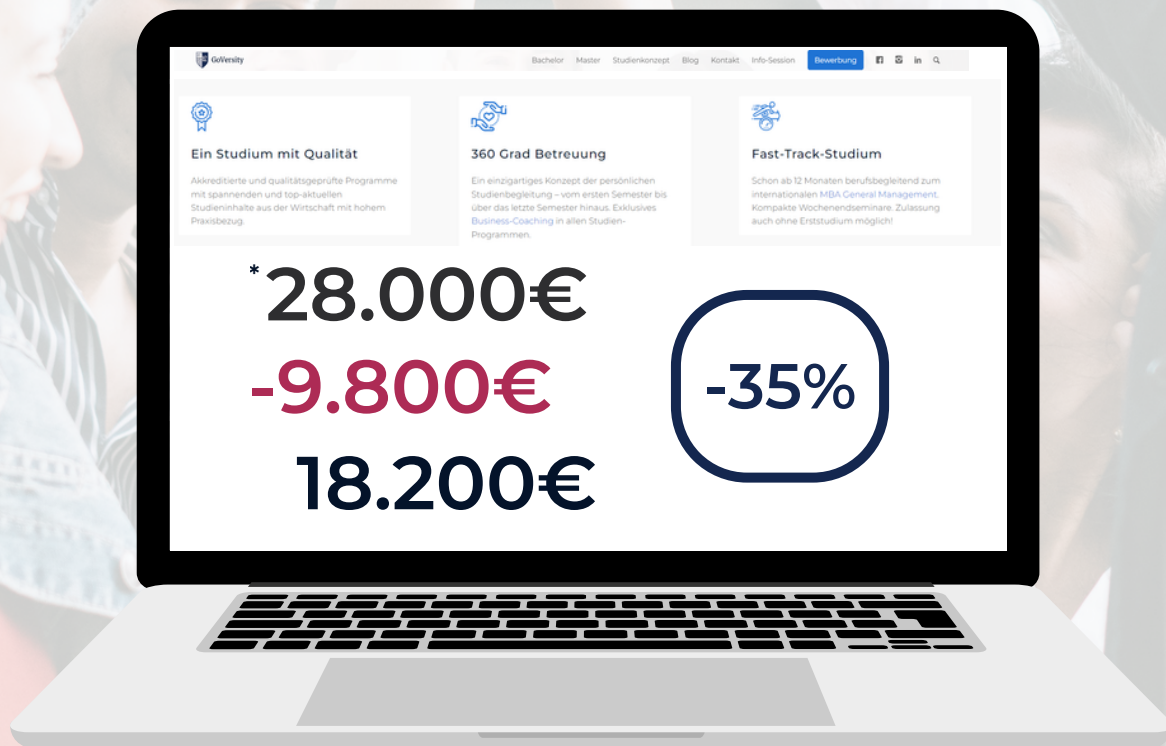 GoVersity
Bachelor Master Studienkonzept Blog Kontakt Info-Session Bewerbung
Ein Studium mit Qualität
Akkreditierte und qualitätsgeprüfte Programme
mit spannenden und top-aktuellen
Studieninhalte aus der Wirtschaft mit hohem
Praxisbezug.
360 Grad Betreuung
Ein einzigartiges Konzept der persönlichen
Studienbegleitung – vom ersten Semester bis
über das letzte Semester hinaus. Exklusives
Business-Coaching in allen Studien-
Programmen.
Fast-Track-Studium
Schon ab 12 Monaten berufsbegleitend zum
internationalen MBA General Management.
Kompakte Wochenendseminare. Zulassung
auch ohne Erststudium möglich!
*28.000€
-9.800€
18.200€
-35%